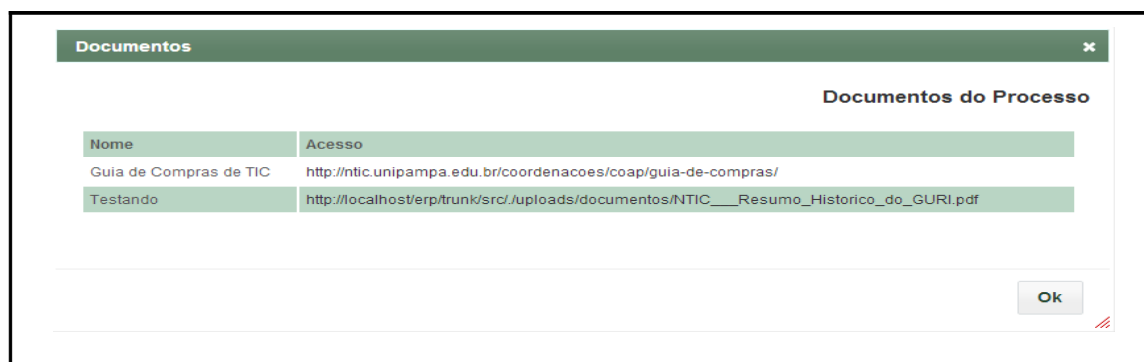 Documentos ×
Documentos do Processo
Nome Acesso
Guia de Compras de TIC http://ntic.unipampa.edu.br/coordenacoes/coap/guia-de-compras/
Testando http://localhost/erp/trunk/src/./uploads/documentos/NTIC___Resumo_Historico_do_GURI.pdf
Ok